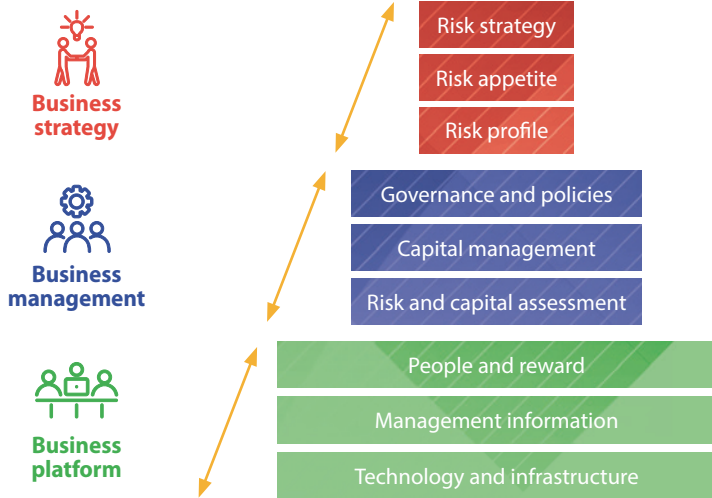 Business
strategy
Risk strategy
Risk appetite
Risk profile
Business
management
Governance and policies
Capital management
Risk and capital assessment
Business
platform
People and reward
Management information
Technology and infrastructure